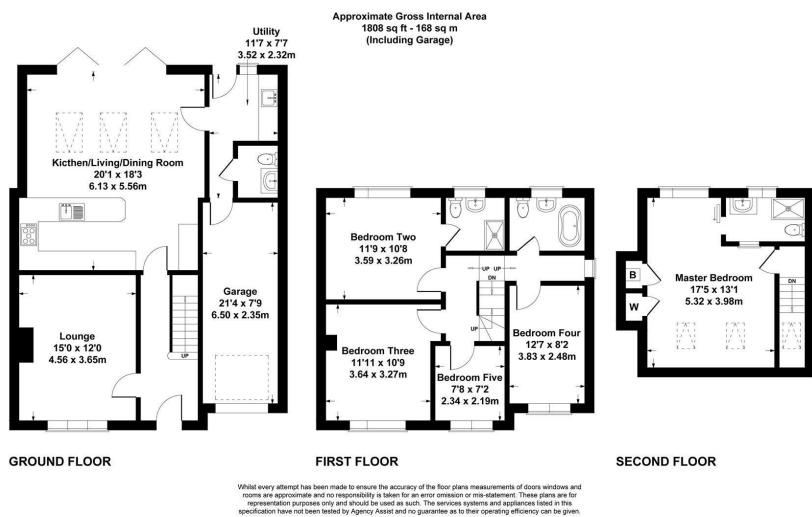 Approximate Gross Internal Area
1808 sq ft - 168 sq m
(Including Garage)
Utility
11'7 x 7'7
3.52 x 2.32m
Kicthen/Living/Dining Room
20'1 x 18'3
6.13 x 5.56m
Garage
21'4 x 7'9
6.50 x 2.35m
Lounge
15'0 x 12'0
4.56 x 3.65m
UP
GROUND FLOOR
Bedroom Two
11'9 x 10'8
3.59 x 3.26m
UP UP
DN
UP
Bedroom Three
11'11 x 10'9
3.64 x 3.27m
Bedroom Four
12'7 x 8'2
3.83 x 2.48m
Bedroom Five
7'8 x 7'2
2.34 x 2.19m
FIRST FLOOR
B
W
Master Bedroom
17'5 x 13'1
5.32 x 3.98m
DN
SECOND FLOOR
Whilst every attempt has been made to ensure the accuracy of the floor plans measurements of doors windows and
rooms are approximate and no responsibility is taken for an error omission or mis-statement. These plans are for
representation purposes only and should be used as such. The services systems and appliances listed in this
specification have not been tested by Agency Assist and no guarantee as to their operating efficiency can be given.